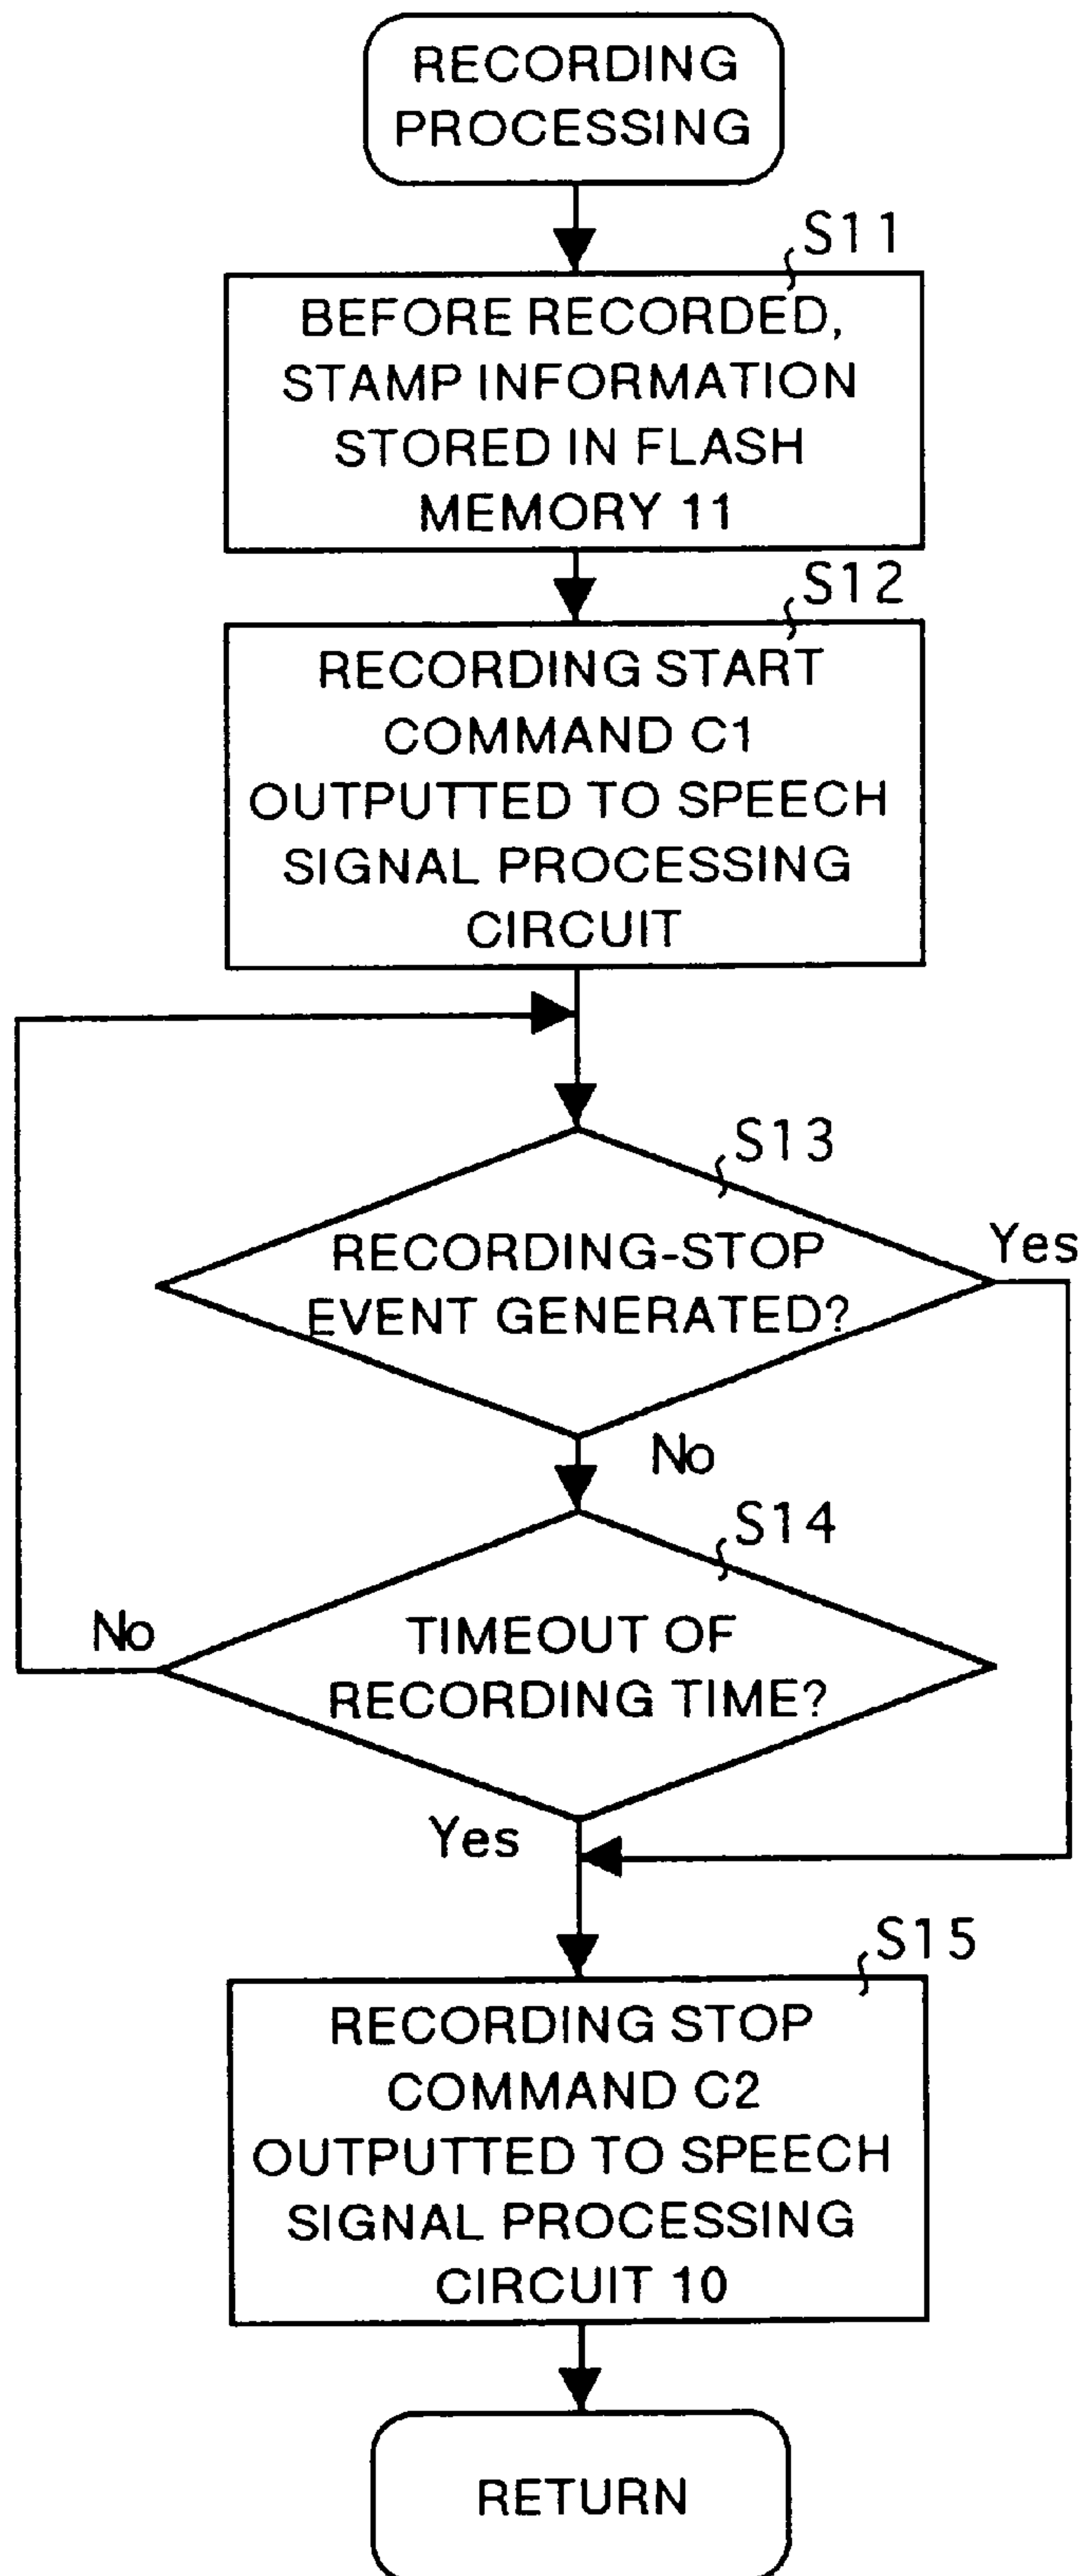 RECORDING
PROCESSING
S11
BEFORE RECORDED,
STAMP INFORMATION
STORED IN FLASH
MEMORY 11
S12
RECORDING START
COMMAND C1
OUTPUTTED TO SPEECH
SIGNAL PROCESSING
CIRCUIT
S13
RECORDING-STOP
EVENT GENERATED?
Yes
No
S14
TIMEOUT OF
RECORDING TIME?
No
Yes
S15
RECORDING STOP
COMMAND C2
OUTPUTTED TO SPEECH
SIGNAL PROCESSING
CIRCUIT 10
RETURN